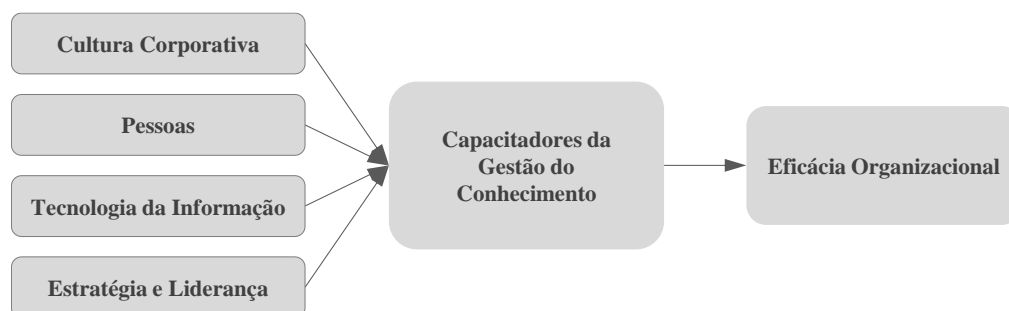 Cultura Corporativa
Pessoas
Tecnologia da Informação
Estratégia e Liderança
Capacitadores da
Gestão do
Conhecimento
Eficácia Organizacional